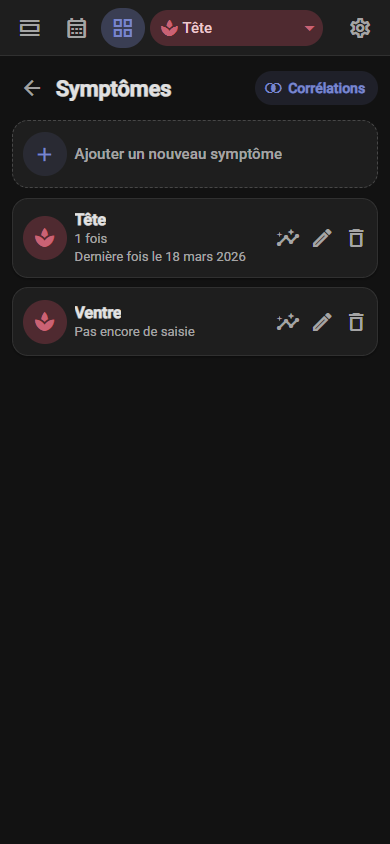 Tête
Symptômes
Corrélations
Ajouter un nouveau symptôme
Tête
1 fois
Dernière fois le 18 mars 2026
Ventre
Pas encore de saisie